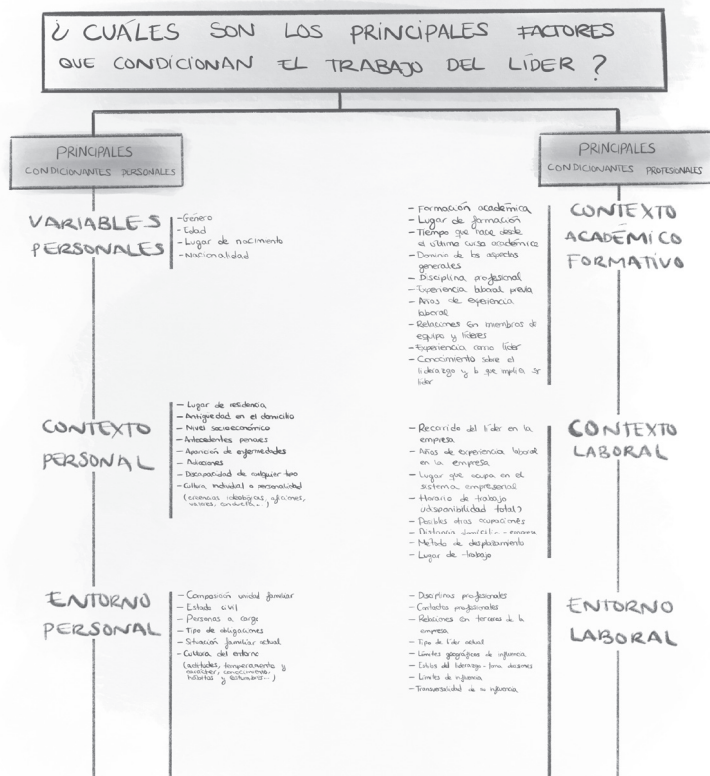 ¿ CUÁLES SON LOS PRINCIPALES FACTORES
QUE CONDICIONAN EL TRABAJO DEL LÍDER ?
PRINCIPALES
CONDICIONANTES PERSONALES
VARIABLES
PERSONALES
- Género
- Edad
- Lugar de nacimiento
- Nacionalidad
CONTEXTO
PERSONAL
- Lugar de residencia
- Antigüedad en el domicilio
- Nivel socioeconómico
- Antecedentes penales
- Aparición de enfermedades
- Adicciones
- Discapacidad de cualquier tipo
- Cultura individual o personalidad
(creencias ideológicas, aficiones,
valores, conducta...)
ENTORNO
PERSONAL
- Composición unidad familiar
- Estado civil
- Personas a cargo
- Tipo de obligaciones
- Situación familiar actual
- Cultura del entorno
(actitudes, temperamento y
carácter, conocimiento,
hábitos y costumbres...)
PRINCIPALES
CONDICIONANTES PROFESIONALES
CONTEXTO
ACADÉMICO
FORMATIVO
- Formación académica
- Lugar de formación
- Tiempo que hace desde
el último curso académico
- Dominio de los aspectos
generales
- Disciplina profesional
- Experiencia laboral previa
- Años de experiencia
laboral
- Relaciones con miembros de
equipo y líderes
- Experiencia como líder
- Conocimiento sobre el
liderazgo y lo que implica ser
líder
CONTEXTO
LABORAL
- Recorrido del líder en la
empresa
- Años de experiencia laboral
en la empresa
- Lugar que ocupa en el
sistema empresarial
- Horario de trabajo
(disponibilidad total?)
- Posibles otras ocupaciones
- Distancia domicilio - empresa
- Método de desplazamiento
- Lugar de trabajo
ENTORNO
LABORAL
- Disciplinas profesionales
- Contactos profesionales
- Relaciones con terceros de la
empresa
- Tipo de líder actual
- Límites geográficos de influencia
- Estilos del liderazgo - toma decisiones
- Límites de influencia
- Transversalidad de su influencia